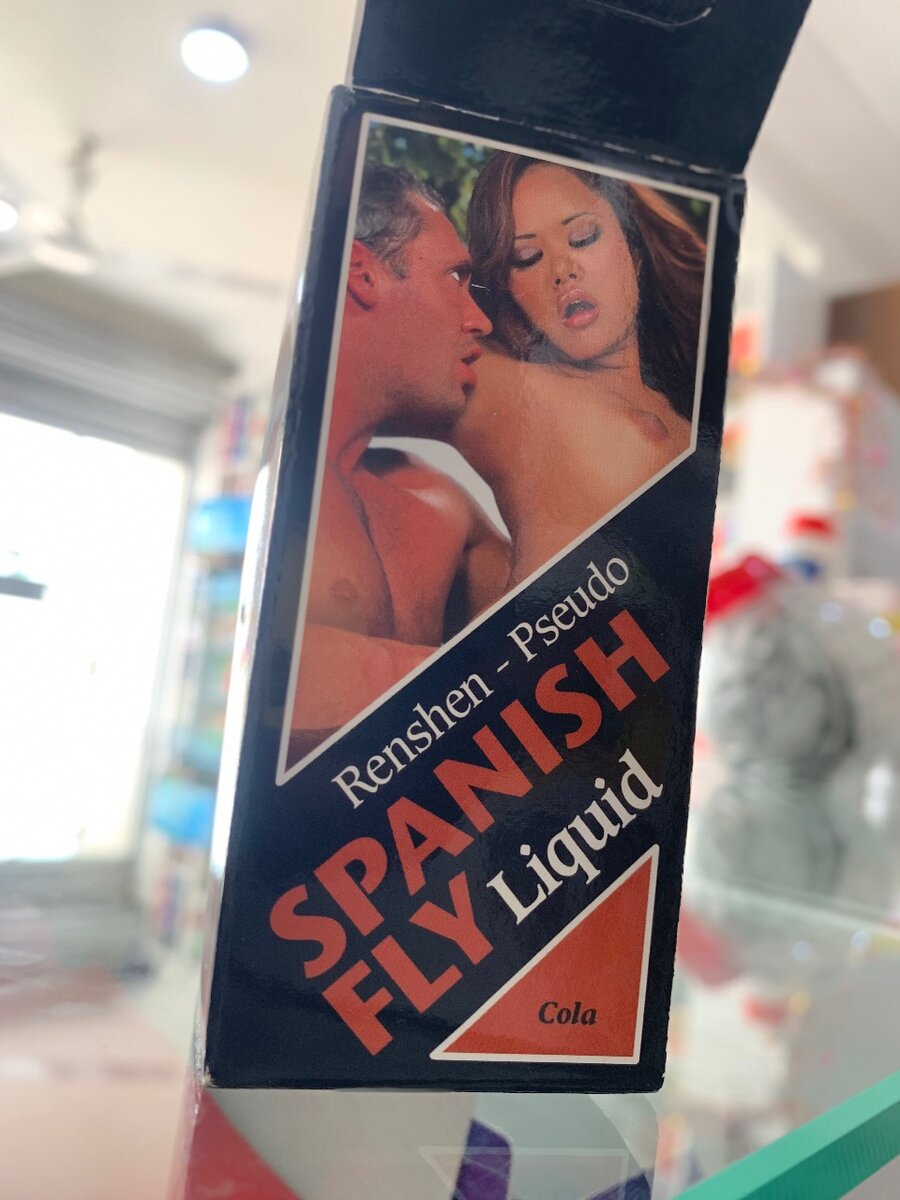 Renshen - Pseudo
SPANISH
FLY Liquid
Cola